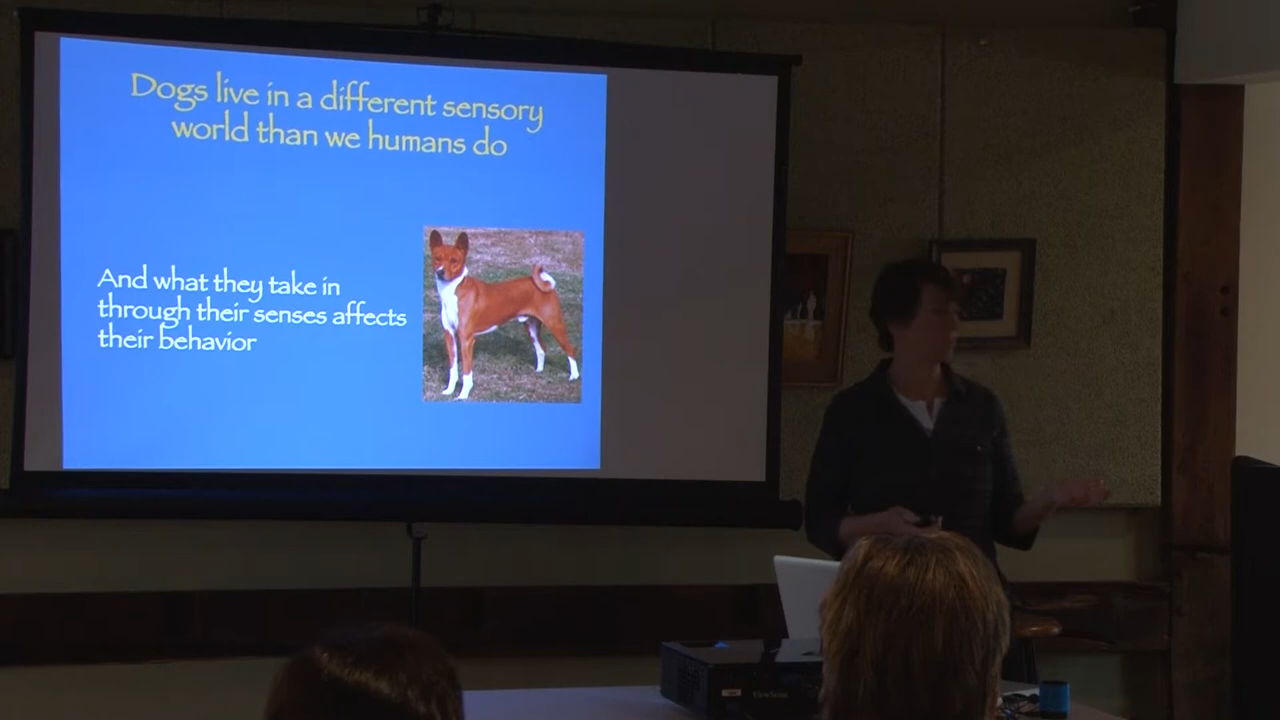 Dogs live in a different sensory
world than we humans do
And what they take in
through their senses affects
their behavior
ViewSonic